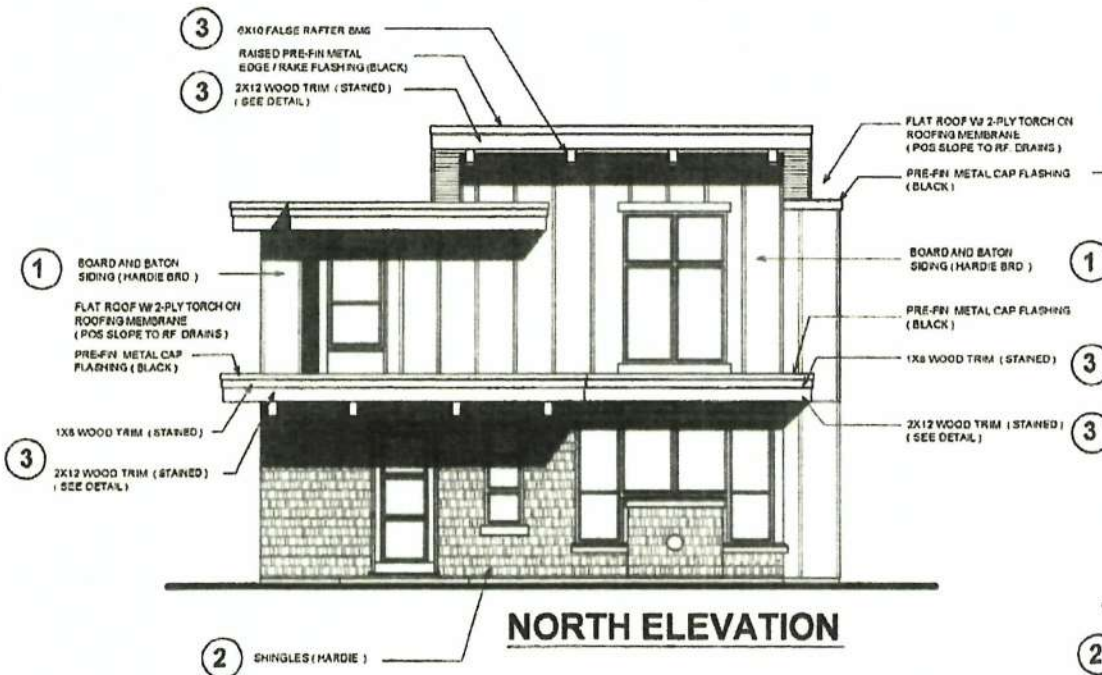 3
6X10 FALSE RAFTER BMS
RAISED PRE-FIN METAL
EDGE / RAKE FLASHING (BLACK)
3
2X12 WOOD TRIM ( STAINED )
( SEE DETAIL )
FLAT ROOF W/ 2-PLY TORCH ON
ROOFING MEMBRANE
( POS SLOPE TO RF. DRAINS )
PRE-FIN METAL CAP FLASHING
( BLACK )
1
BOARD AND BATON
SIDING ( HARDIE BRD )
FLAT ROOF W/ 2-PLY TORCH ON
ROOFING MEMBRANE
( POS SLOPE TO RF. DRAINS )
PRE-FIN METAL CAP
FLASHING ( BLACK )
BOARD AND BATON
SIDING ( HARDIE BRD )
1
PRE-FIN METAL CAP FLASHING
( BLACK )
1X6 WOOD TRIM ( STAINED )
3
2X12 WOOD TRIM ( STAINED )
( SEE DETAIL )
3
1X6 WOOD TRIM ( STAINED )
3
2X12 WOOD TRIM ( STAINED )
( SEE DETAIL )
NORTH ELEVATION
2
SHINGLES ( HARDIE )
2